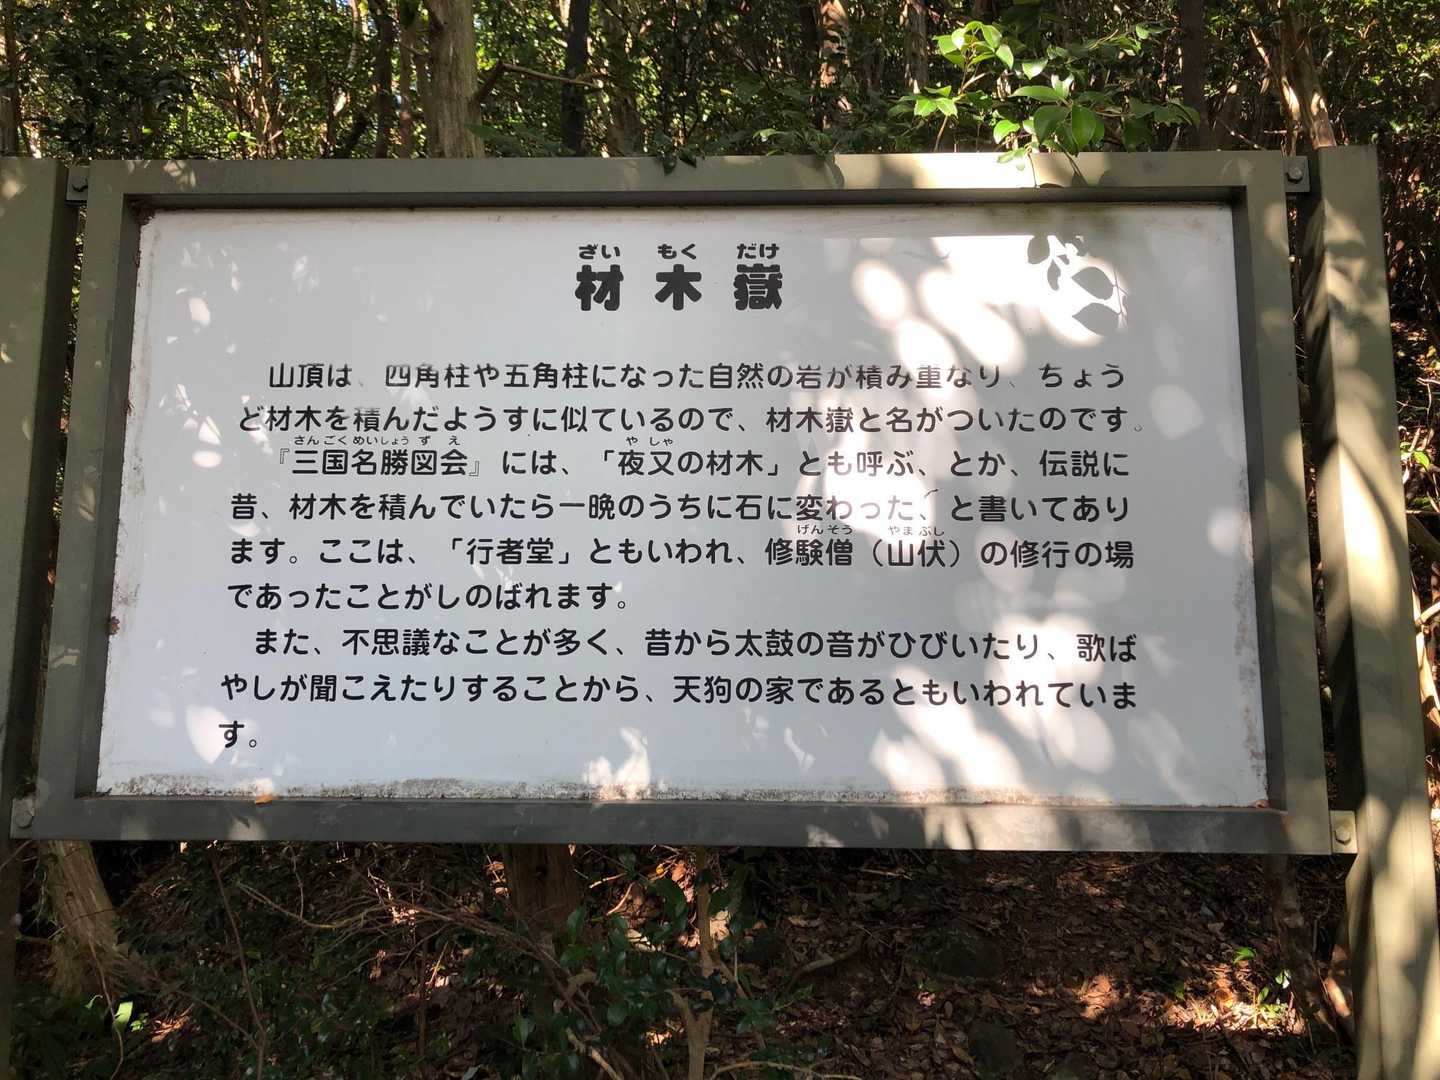 ざい もく だけ
材木嶽
山頂は、四角柱や五角柱になった自然の岩が積み重なり、ちょう
ど材木を積んだようすに似ているので、材木嶽と名がついたのです。
さんごくめいしょうずえ やしゃ
『三国名勝図会』には、「夜叉の材木」とも呼ぶ、とか、伝説に
昔、材木を積んでいたら一晩のうちに石に変わった、と書いてあり
げんそう やまぶし
ます。ここは、「行者堂」ともいわれ、修験僧（山伏）の修行の場
であったことがしのばれます。
また、不思議なことが多く、昔から太鼓の音がひびいたり、歌ば
やしが聞こえたりすることから、天狗の家であるともいわれていま
す。